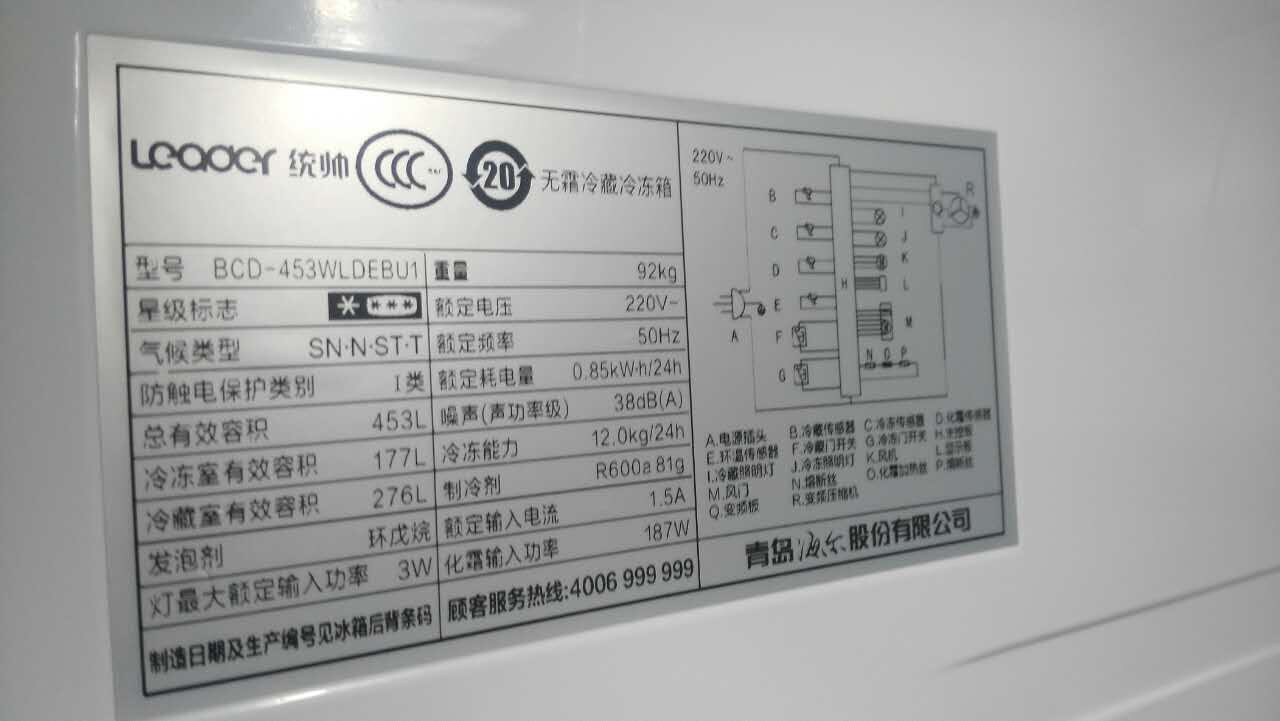 Leader 统帅 CCC 20 无霜冷藏冷冻箱
型号 BCD-453WLDEBU1
星级标志
气候类型 SN·N·ST·T
防触电保护类别 I类
总有效容积 453L
冷冻室有效容积 177L
冷藏室有效容积 276L
发泡剂 环戊烷
灯最大额定输入功率 3W
制造日期及生产编号见冰箱后背条码
重量 92kg
额定电压 220V~
额定频率 50Hz
额定耗电量 0.85kW·h/24h
噪声(声功率级) 38dB(A)
冷冻能力 12.0kg/24h
制冷剂 R600a 81g
额定输入电流 1.5A
化霜输入功率 187W
顾客服务热线:4006 999 999
220V~
50Hz
R
B
I
C
J
D
K
H
L
E
A
F
M
N O P
G
Q
A.电源插头 B.冷藏传感器 C.冷冻传感器 D.化霜传感器
E.环温传感器 F.冷藏门开关 G.冷冻门开关 H.主控板
I.冷藏照明灯 J.冷冻照明灯 K.风机 L.显示板
M.风门 N.熔断丝 O.化霜加热丝 P.熔断丝
Q.变频板 R.变频压缩机
青岛海尔股份有限公司